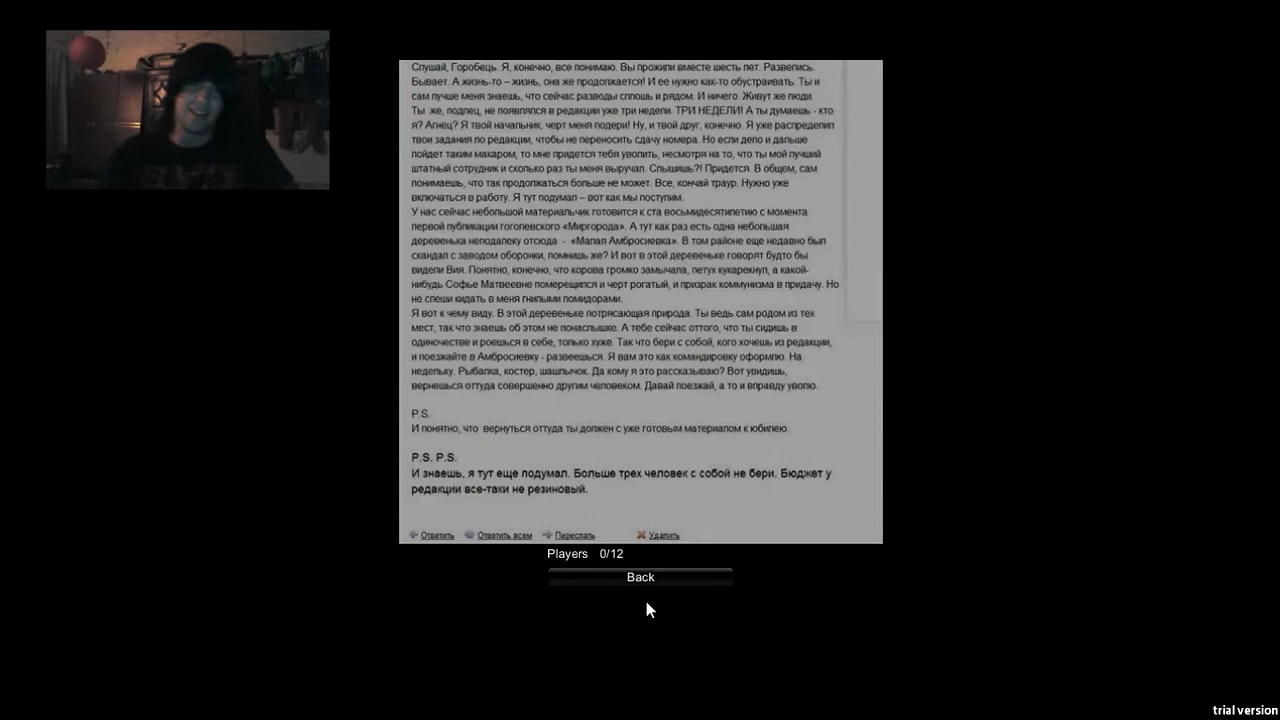 Слушай, Горобець. Я, конечно, все понимаю. Вы прожили вместе шесть лет. Развелись.
Бывает. А жизнь-то – жизнь, она же продолжается! И ее нужно как-то обустраивать. Ты и
сам лучше меня знаешь, что сейчас разводы сплошь и рядом. И ничего. Живут же люди.
Ты же, подлец, не появлялся в редакции уже три недели. ТРИ НЕДЕЛИ! А ты думаешь - кто
я? Агнец? Я твой начальник, черт меня подери! Ну, и твой друг, конечно. Я уже распределил
твои задания по редакции, чтобы не переносить сдачу номера. Но если дело и дальше
пойдет таким макаром, то мне придется тебя уволить, несмотря на то, что ты мой лучший
штатный сотрудник и сколько раз ты меня выручал. Слышишь?! Придется. В общем, сам
понимаешь, что так продолжаться больше не может. Все, кончай траур. Нужно уже
включаться в работу. Я тут подумал – вот как мы поступим.
У нас сейчас небольшой материальчик готовится к ста восьмидесятилетию с момента
первой публикации гоголевского «Миргорода». А тут как раз есть одна небольшая
деревенька неподалеку отсюда - «Малая Амбросиевка». В том районе еще недавно был
скандал с заводом оборонки, помнишь же? И вот в этой деревеньке говорят будто бы
видели Вия. Понятно, конечно, что корова громко замычала, петух кукарекнул, а какой-
нибудь Софье Матвеевне померещился и черт рогатый, и призрак коммунизма в придачу. Но
не спеши кидать в меня гнилыми помидорами.
Я вот к чему виду. В этой деревеньке потрясающая природа. Ты ведь сам родом из тех
мест, так что знаешь об этом не понаслышке. А тебе сейчас оттого, что ты сидишь в
одиночестве и роешься в себе, только хуже. Так что бери с собой, кого хочешь из редакции,
и поезжайте в Амбросиевку - развеешься. Я вам это как командировку оформлю. На
недельку. Рыбалка, костер, шашлычок. Да кому я это рассказываю? Вот увидишь,
вернешься оттуда совершенно другим человеком. Давай поезжай, а то и вправду уволю.
P.S.
И понятно, что вернуться оттуда ты должен с уже готовым материалом к юбилею.
P.S. P.S.
И знаешь, я тут еще подумал. Больше трех человек с собой не бери. Бюджет у
редакции все-таки не резиновый.
Ответить Ответить всем Переслать Удалить
Players 0/12
Back
trial version